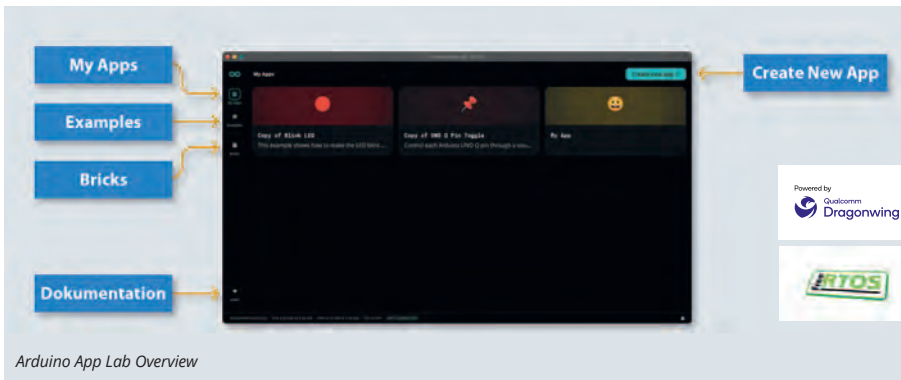 My Apps
Examples
Bricks
Dokumentation
My Apps
Create new app
Copy of Blink LED
This example shows how to make the LED blink ...
Copy of UNO Q Pin Toggle
Control each Arduino UNO Q pin through a
My App
Create New App
Powered by
Qualcomm
Dragonwing
RTOS
Arduino App Lab Overview